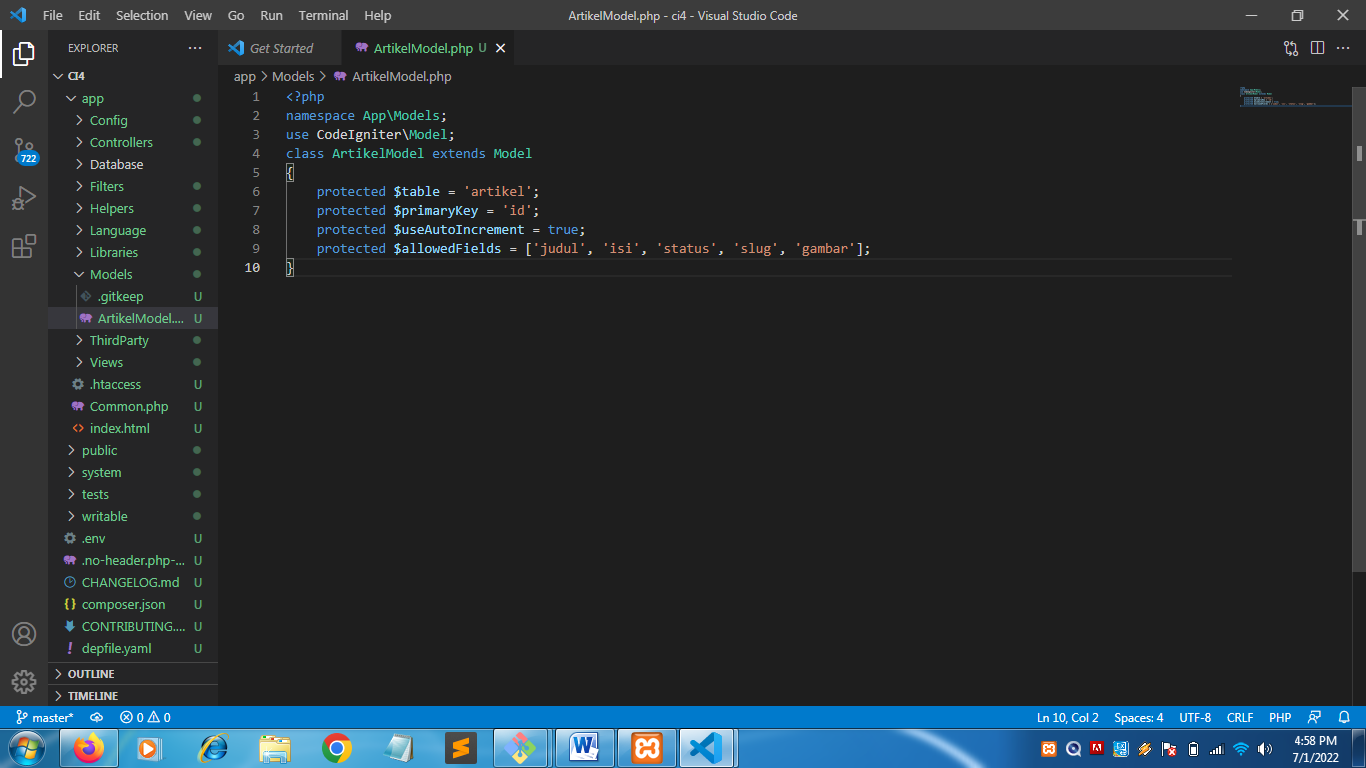 File Edit Selection View Go Run Terminal Help
ArtikelModel.php - ci4 - Visual Studio Code
EXPLORER
CI4
app
Config
Controllers
Database
Filters
Helpers
Language
Libraries
Models
.gitkeep U
ArtikelModel.... U
ThirdParty
Views
.htaccess U
Common.php U
index.html U
public
system
tests
writable
.env U
.no-header.php-... U
CHANGELOG.md U
composer.json U
CONTRIBUTING.... U
depfile.yaml U
OUTLINE
TIMELINE
722
Get Started
ArtikelModel.php U
app > Models > ArtikelModel.php
1 <?php
2 namespace App\Models;
3 use CodeIgniter\Model;
4 class ArtikelModel extends Model
5 {
6 protected $table = 'artikel';
7 protected $primaryKey = 'id';
8 protected $useAutoIncrement = true;
9 protected $allowedFields = ['judul', 'isi', 'status', 'slug', 'gambar'];
10 }
master* 0 0
Ln 10, Col 2 Spaces: 4 UTF-8 CRLF PHP
4:58 PM
7/1/2022